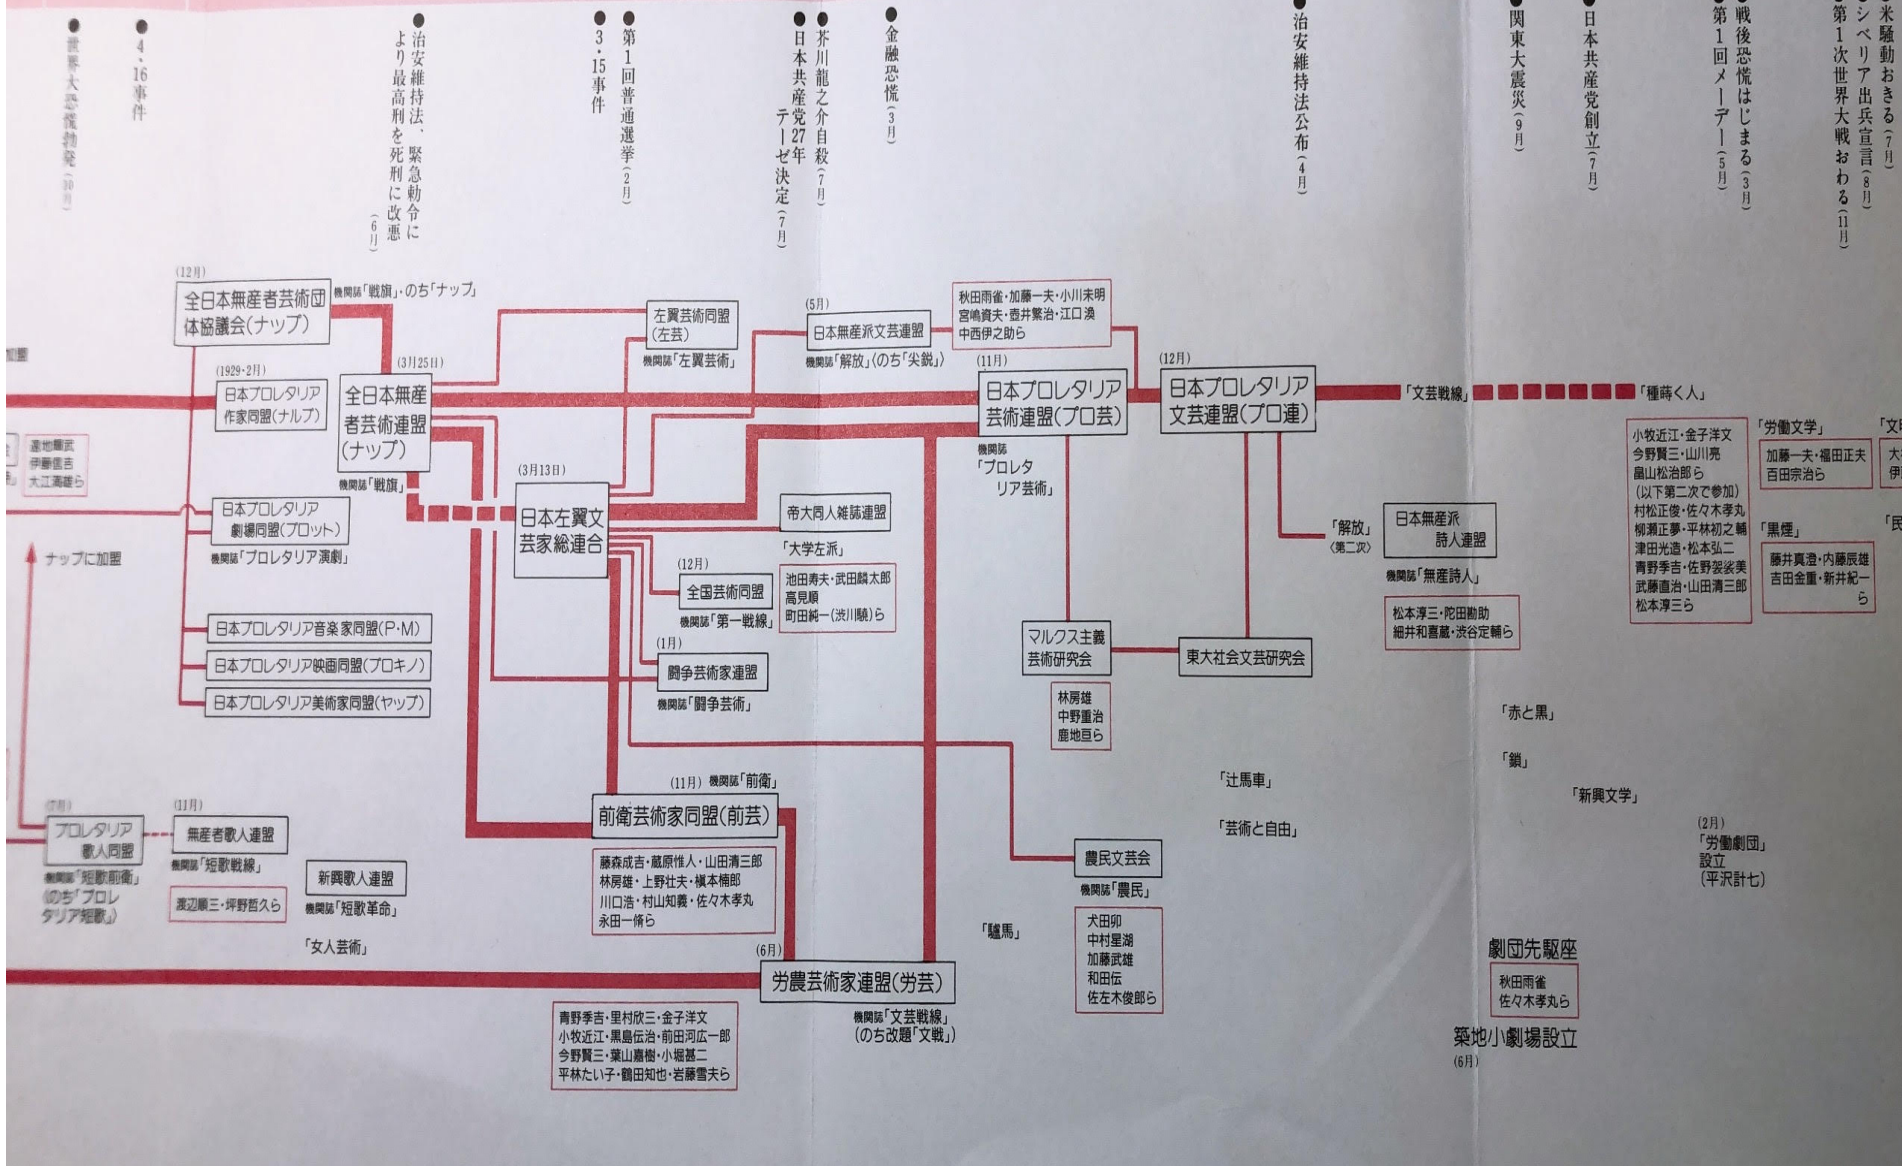 米騒動おきる(7月)
シベリア出兵宣言(8月)
第1次世界大戦おわる(11月)
戦後恐慌はじまる(3月)
第1回メーデー(5月)
日本共産党創立(7月)
関東大震災(9月)
治安維持法公布(4月)
金融恐慌(3月)
芥川龍之介自殺(7月)
日本共産党27年
テーゼ決定(7月)
第1回普通選挙(2月)
3・15事件
治安維持法、緊急勅令に
より最高刑を死刑に改悪
(6月)
4・16事件
世界大恐慌勃発(10月)
「種蒔く人」
小牧近江・金子洋文
今野賢三・山川亮
畠山松治郎ら
(以下第二次で参加)
村松正俊・佐々木孝丸
柳瀬正夢・平林初之輔
津田光造・松本弘二
青野季吉・佐野袈裟美
武藤直治・山田清三郎
松本淳三ら
「労働文学」
加藤一夫・福田正夫
百田宗治ら
「黒煙」
藤井真澄・内藤辰雄
吉田金重・新井紀一
ら
「文芸戦線」
(12月)
日本プロレタリア
文芸連盟(プロ連)
(11月)
日本プロレタリア
芸術連盟(プロ芸)
機関誌
「プロレタ
リア芸術」
秋田雨雀・加藤一夫・小川未明
宮嶋資夫・壺井繁治・江口渙
中西伊之助ら
(5月)
日本無産派文芸連盟
機関誌「解放」(のち「尖鋭」)
左翼芸術同盟
(左芸)
機関誌「左翼芸術」
「解放」
〈第二次〉
日本無産派
詩人連盟
機関誌「無産詩人」
松本淳三・陀田勘助
細井和喜蔵・渋谷定輔ら
マルクス主義
芸術研究会
林房雄
中野重治
鹿地亘ら
東大社会文芸研究会
帝大同人雑誌連盟
「大学左派」
池田寿夫・武田麟太郎
高見順
町田純一(渋川驍)ら
(12月)
全国芸術同盟
機関誌「第一戦線」
(1月)
闘争芸術家連盟
機関誌「闘争芸術」
(3月13日)
日本左翼文
芸家総連合
(3月25日)
全日本無産
者芸術連盟
(ナップ)
機関誌「戦旗」
(12月)
全日本無産者芸術団
体協議会(ナップ)
機関誌「戦旗」・のち「ナップ」
(1929・2月)
日本プロレタリア
作家同盟(ナルプ)
加盟
遠地輝武
伊藤信吉
大江満雄ら
日本プロレタリア
劇場同盟(プロット)
機関誌「プロレタリア演劇」
ナップに加盟
日本プロレタリア音楽家同盟(P・M)
日本プロレタリア映画同盟(プロキノ)
日本プロレタリア美術家同盟(ヤップ)
(11月) 機関誌「前衛」
前衛芸術家同盟(前芸)
藤森成吉・蔵原惟人・山田清三郎
林房雄・上野壮夫・槇本楠郎
川口浩・村山知義・佐々木孝丸
永田一脩ら
(6月)
労農芸術家連盟(労芸)
機関誌「文芸戦線」
(のち改題「文戦」)
青野季吉・里村欣三・金子洋文
小牧近江・黒島伝治・前田河広一郎
今野賢三・葉山嘉樹・小堀甚二
平林たい子・鶴田知也・岩藤雪夫ら
農民文芸会
機関誌「農民」
犬田卯
中村星湖
加藤武雄
和田伝
佐左木俊郎ら
「驢馬」
「辻馬車」
「芸術と自由」
「赤と黒」
「鎖」
「新興文学」
(2月)
「労働劇団」
設立
(平沢計七)
劇団先駆座
秋田雨雀
佐々木孝丸ら
築地小劇場設立
(6月)
(7月)
プロレタリア
歌人同盟
機関誌「短歌前衛」
(のち「プロレ
タリア短歌」)
(11月)
無産者歌人連盟
機関誌「短歌戦線」
渡辺順三・坪野哲久ら
新興歌人連盟
機関誌「短歌革命」
「女人芸術」